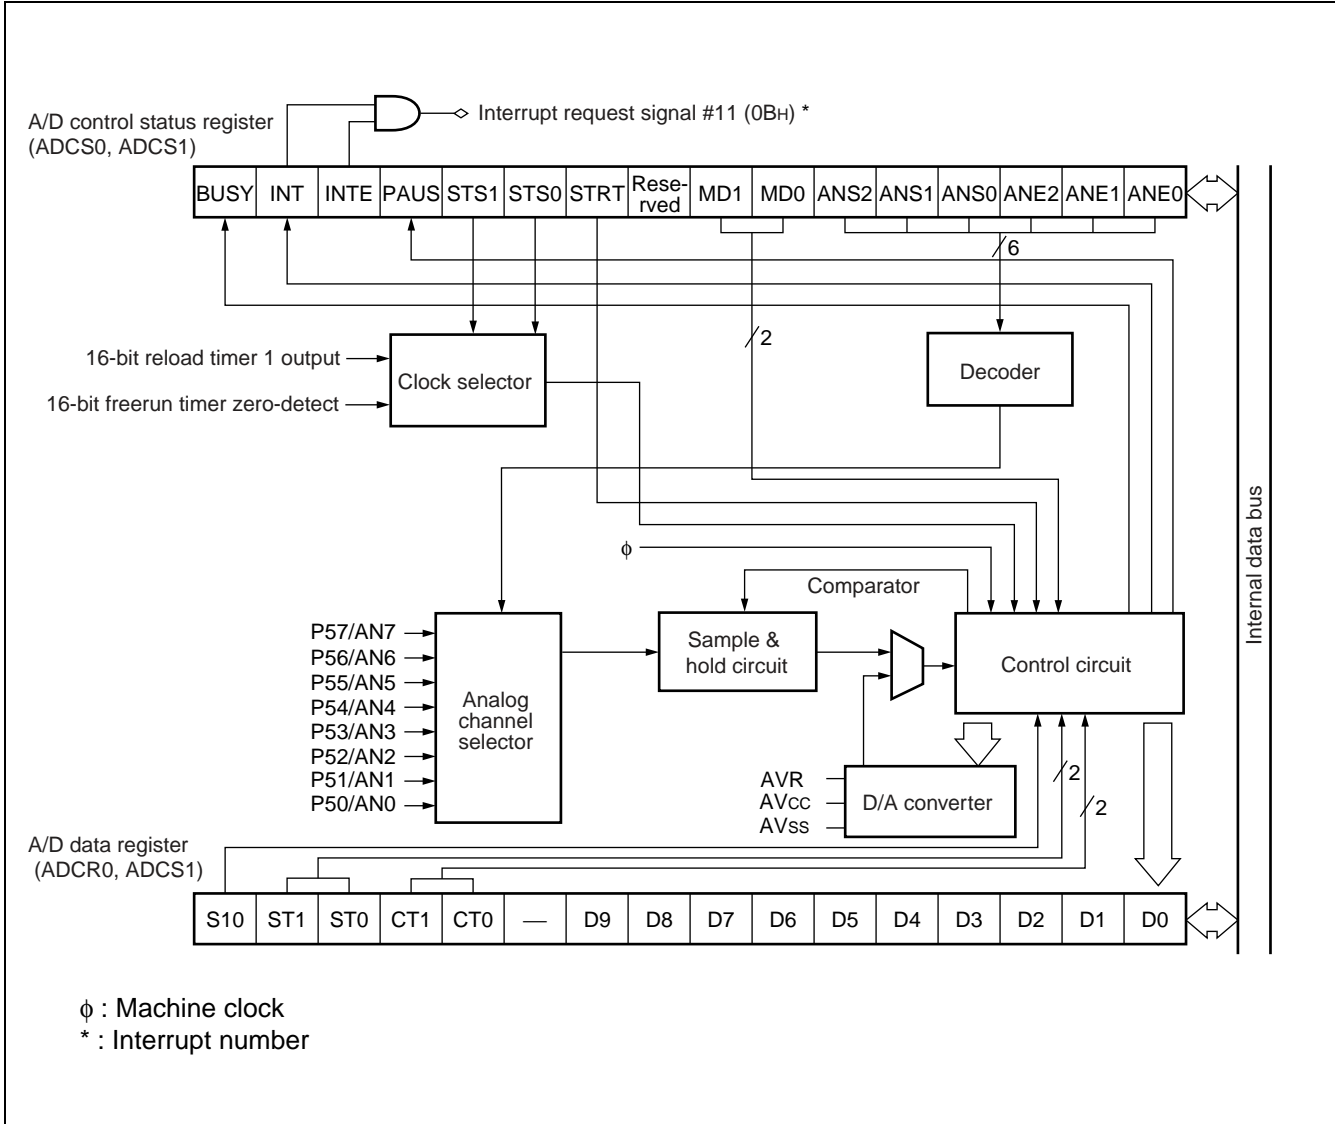 Interrupt request signal #11 (0BH) *
A/D control status register
(ADCS0, ADCS1)
BUSY INT INTE PAUS STS1 STS0 STRT Rese-
rved MD1 MD0 ANS2 ANS1 ANS0 ANE2 ANE1 ANE0
6
2
16-bit reload timer 1 output
Clock selector
16-bit freerun timer zero-detect
Decoder
Internal data bus
ϕ
Comparator
P57/AN7
P56/AN6
P55/AN5
P54/AN4
P53/AN3
P52/AN2
P51/AN1
P50/AN0
Analog
channel
selector
Sample &
hold circuit
Control circuit
AVR
AVCC
AVSS
D/A converter
2
2
A/D data register
(ADCR0, ADCS1)
S10 ST1 ST0 CT1 CT0 — D9 D8 D7 D6 D5 D4 D3 D2 D1 D0
ϕ : Machine clock
* : Interrupt number